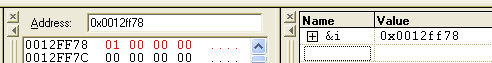 Address: 0x0012ff78
0012FF78 01 00 00 00 ....
0012FF7C 00 00 00 00 ....
Name Value
&i 0x0012ff78